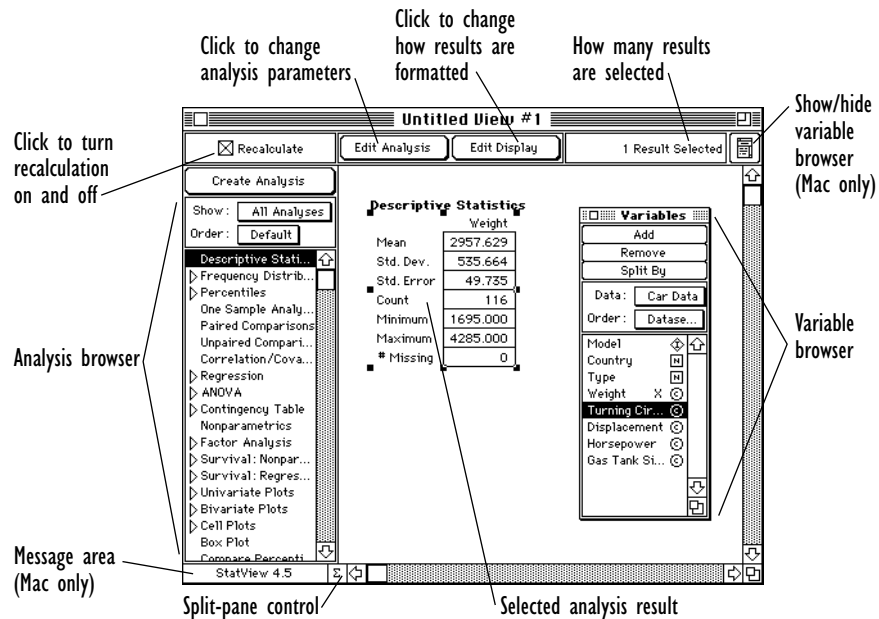 Click to change
analysis parameters
Click to change
how results are
formatted
How many results
are selected
Show/hide
variable
browser
(Mac only)
Click to turn
recalculation
on and off
Untitled View #1
Recalculate
Edit Analysis
Edit Display
1 Result Selected
Create Analysis
Show: All Analyses
Order: Default
Descriptive Stati...
Frequency Distrib...
Percentiles
One Sample Analy...
Paired Comparisons
Unpaired Compari...
Correlation/Cova...
Regression
ANOVA
Contingency Table
Nonparametrics
Factor Analysis
Survival: Nonpar...
Survival: Regres...
Univariate Plots
Bivariate Plots
Cell Plots
Box Plot
Compare Percenti
Descriptive Statistics
Weight
Mean 2957.629
Std. Dev. 535.664
Std. Error 49.735
Count 116
Minimum 1695.000
Maximum 4285.000
# Missing 0
Variables
Add
Remove
Split By
Data: Car Data
Order: Datase...
Model I
Country N
Type N
Weight X C
Turning Cir... C
Displacement C
Horsepower C
Gas Tank Si... C
Analysis browser
Variable
browser
Message area
(Mac only)
StatView 4.5
Σ
Split-pane control
Selected analysis result